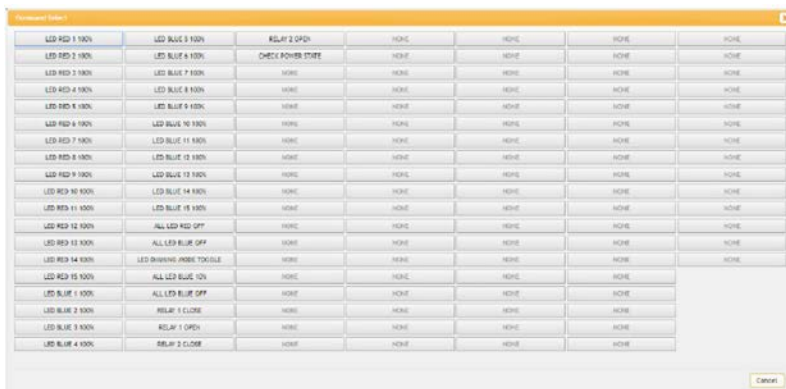 Command Select
LED RED 1 100% LED BLUE 5 100% RELAY 2 OPEN NONE NONE NONE NONE
LED RED 2 100% LED BLUE 6 100% CHECK POWER STATE NONE NONE NONE NONE
LED RED 3 100% LED BLUE 7 100% NONE NONE NONE NONE NONE
LED RED 4 100% LED BLUE 8 100% NONE NONE NONE NONE NONE
LED RED 5 100% LED BLUE 9 100% NONE NONE NONE NONE NONE
LED RED 6 100% LED BLUE 10 100% NONE NONE NONE NONE NONE
LED RED 7 100% LED BLUE 11 100% NONE NONE NONE NONE NONE
LED RED 8 100% LED BLUE 12 100% NONE NONE NONE NONE NONE
LED RED 9 100% LED BLUE 13 100% NONE NONE NONE NONE NONE
LED RED 10 100% LED BLUE 14 100% NONE NONE NONE NONE NONE
LED RED 11 100% LED BLUE 15 100% NONE NONE NONE NONE NONE
LED RED 12 100% ALL LED RED OFF NONE NONE NONE NONE NONE
LED RED 13 100% ALL LED BLUE OFF NONE NONE NONE NONE NONE
LED RED 14 100% LED DIMMING MODE TOGGLE NONE NONE NONE NONE NONE
LED RED 15 100% ALL LED BLUE 10% NONE NONE NONE NONE
LED BLUE 1 100% ALL LED BLUE OFF NONE NONE NONE NONE
LED BLUE 2 100% RELAY 1 CLOSE NONE NONE NONE NONE
LED BLUE 3 100% RELAY 1 OPEN NONE NONE NONE NONE
LED BLUE 4 100% RELAY 2 CLOSE NONE NONE NONE NONE
Cancel